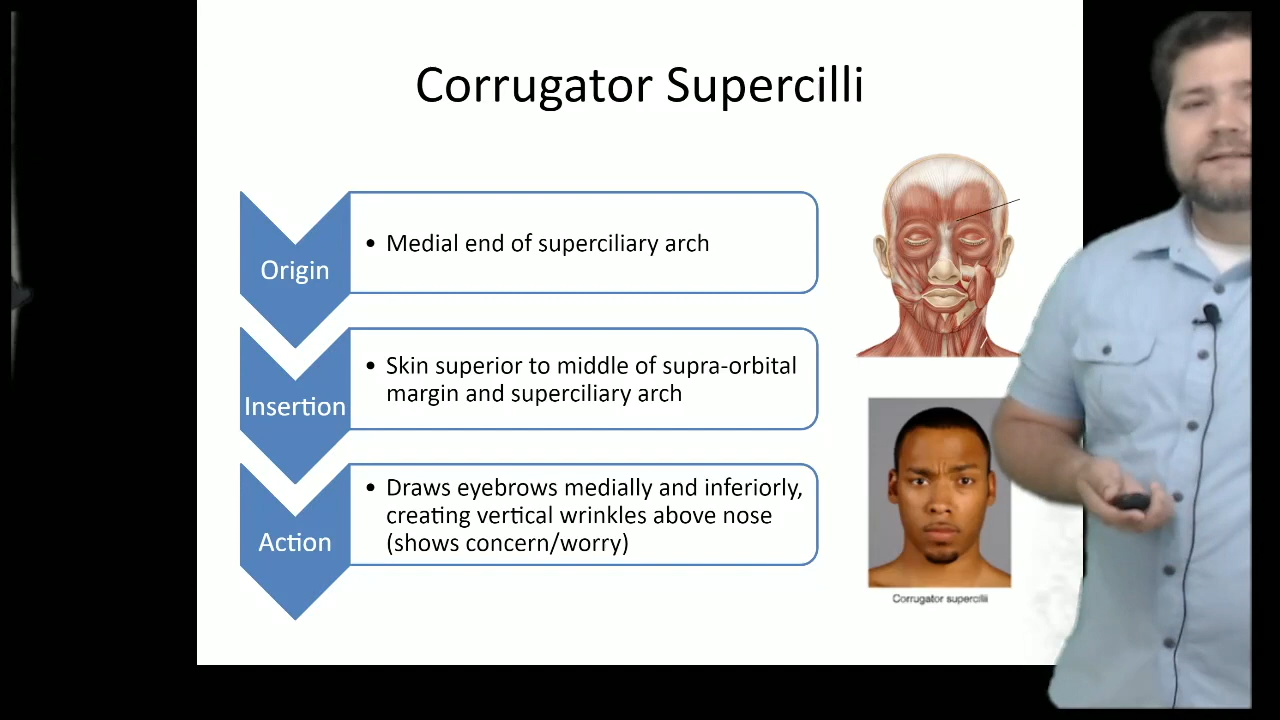 Corrugator Supercilli
Origin
• Medial end of superciliary arch
Insertion
• Skin superior to middle of supra-orbital
margin and superciliary arch
Action
• Draws eyebrows medially and inferiorly,
creating vertical wrinkles above nose
(shows concern/worry)
Corrugator supercilii